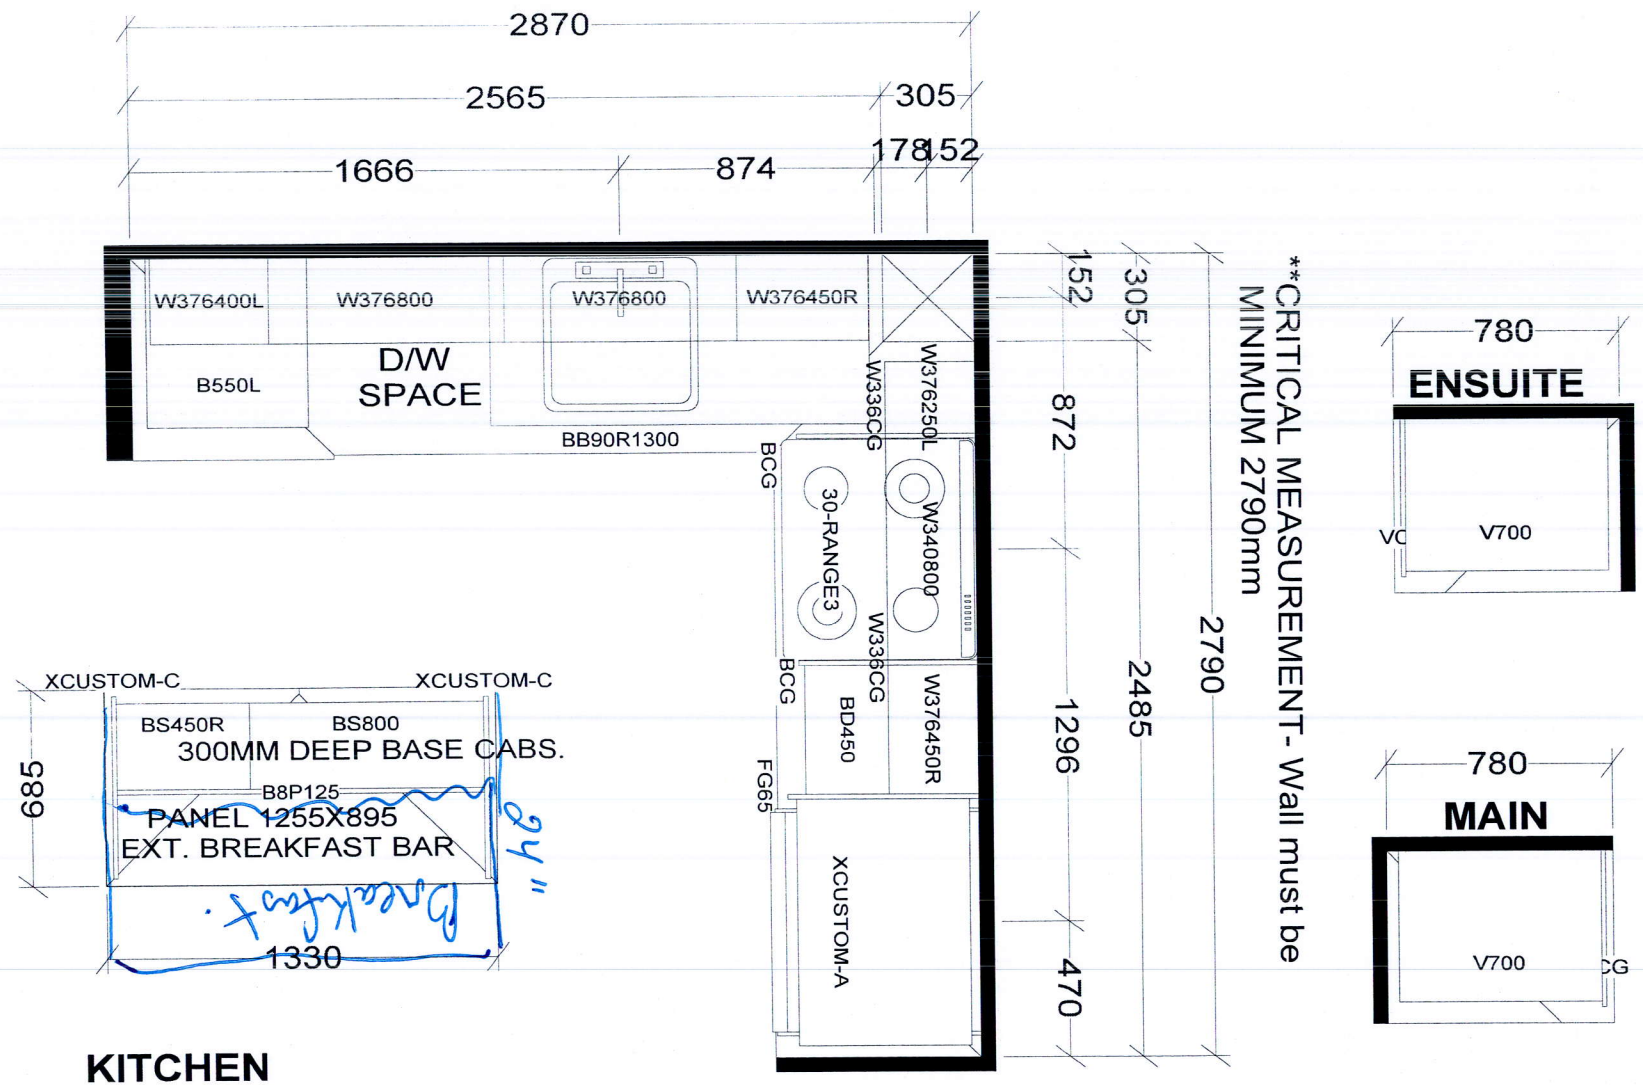 2870
2565
305
1666
874
178
152
W376400L
W376800
W376800
W376450R
D/W
SPACE
B550L
BB90R1300
W336CG
W376250L
BCG
30-RANGE3
W340800
W336CG
BCG
BD450
W376450R
FG65
XCUSTOM-A
152
305
872
2790
2485
1296
470
**CRITICAL MEASUREMENT- Wall must be
MINIMUM 2790mm
780
ENSUITE
VC
V700
780
MAIN
V700
CG
XCUSTOM-C
XCUSTOM-C
BS450R
BS800
300MM DEEP BASE CABS.
685
B8P125
PANEL 1255X895
EXT. BREAKFAST BAR
24"
Breakfast.
1330
KITCHEN